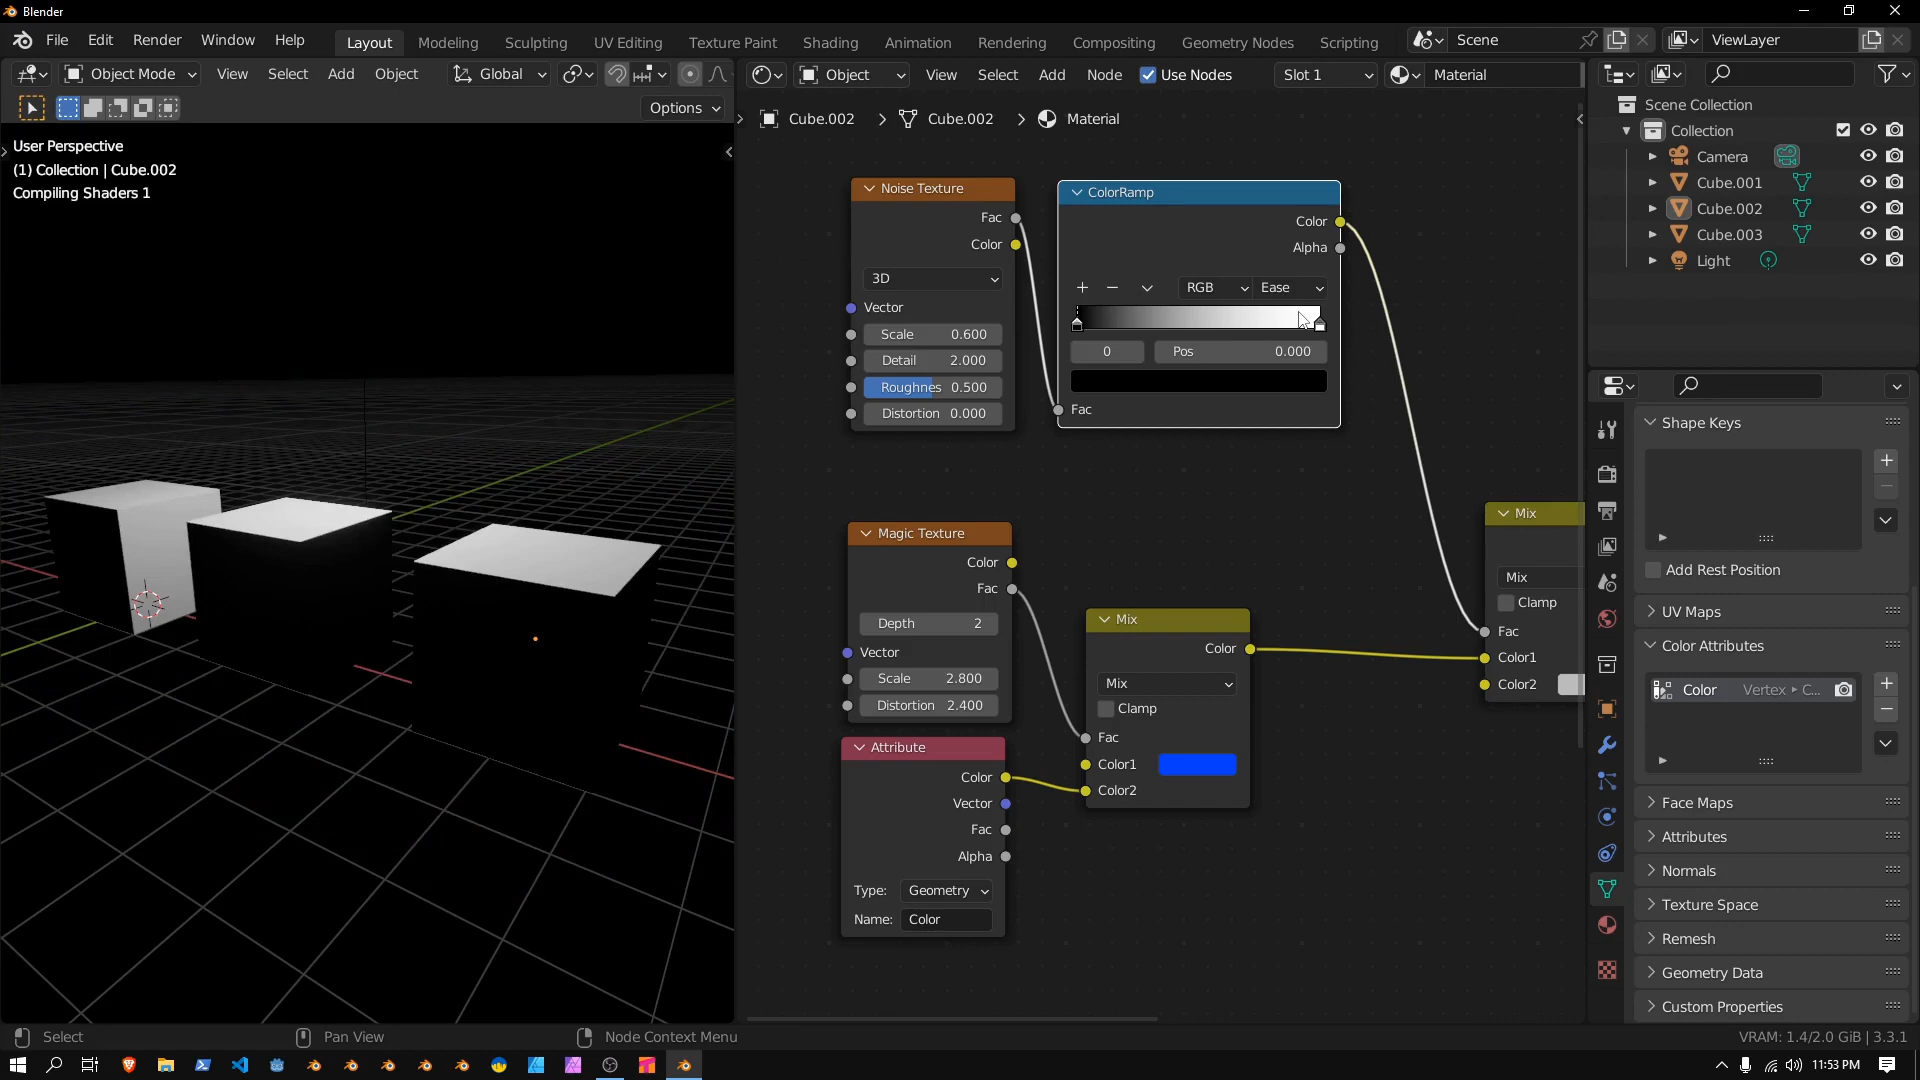 Blender
File Edit Render Window Help Layout Modeling Sculpting UV Editing Texture Paint Shading Animation Rendering Compositing Geometry Nodes Scripting Scene ViewLayer
Object Mode View Select Add Object Global
Options
User Perspective
(1) Collection | Cube.002
Compiling Shaders 1
Object View Select Add Node Use Nodes Slot 1 Material
Cube.002 > Cube.002 > Material
Noise Texture
Fac
Color
3D
Vector
Scale 0.600
Detail 2.000
Roughnes 0.500
Distortion 0.000
ColorRamp
Color
Alpha
+ − RGB Ease
0 Pos 0.000
Fac
Magic Texture
Color
Fac
Depth 2
Vector
Scale 2.800
Distortion 2.400
Attribute
Color
Vector
Fac
Alpha
Type: Geometry
Name: Color
Mix
Color
Mix
Clamp
Fac
Color1
Color2
Mix
Mix
Clamp
Fac
Color1
Color2
Scene Collection
Collection
Camera
Cube.001
Cube.002
Cube.003
Light
Shape Keys
Add Rest Position
UV Maps
Color Attributes
Color Vertex ▸ C...
Face Maps
Attributes
Normals
Texture Space
Remesh
Geometry Data
Custom Properties
Select Pan View Node Context Menu VRAM: 1.4/2.0 GiB | 3.3.1
11:53 PM